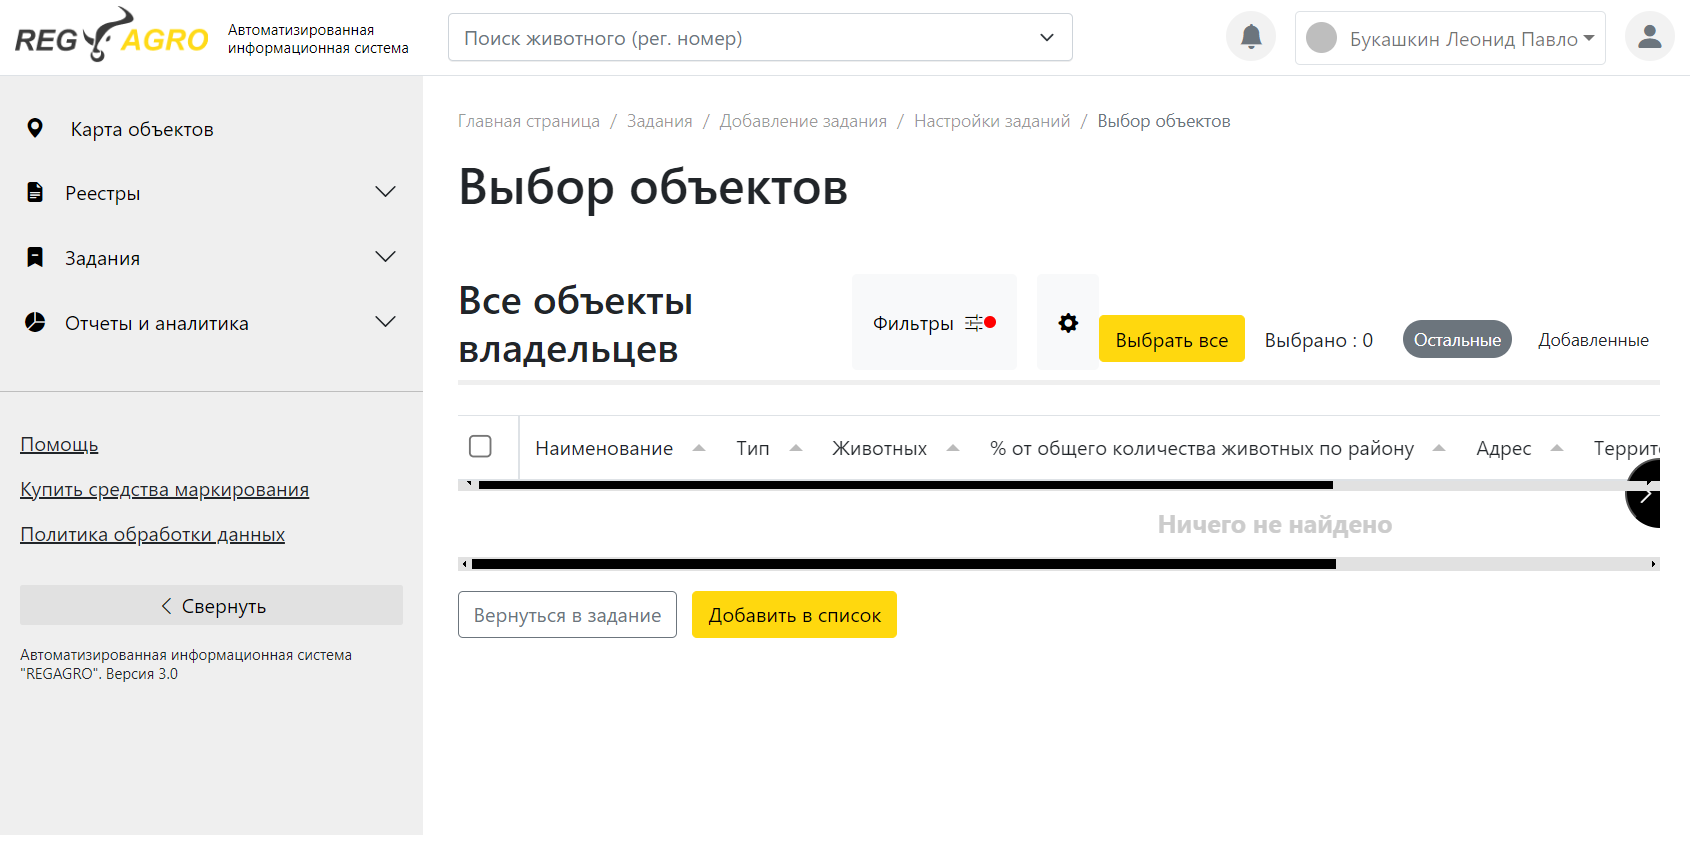 REG AGRO
Автоматизированная
информационная система
Поиск животного (рег. номер)
Букашкин Леонид Павло
Карта объектов
Реестры
Задания
Отчеты и аналитика
Помощь
Купить средства маркирования
Политика обработки данных
Свернуть
Автоматизированная информационная система
"REGAGRO". Версия 3.0
Главная страница / Задания / Добавление задания / Настройки заданий / Выбор объектов
Выбор объектов
Все объекты
владельцев
Фильтры
Выбрать все
Выбрано : 0
Остальные
Добавленные
Наименование Тип Животных % от общего количества животных по району Адрес Террит
Ничего не найдено
Вернуться в задание
Добавить в список